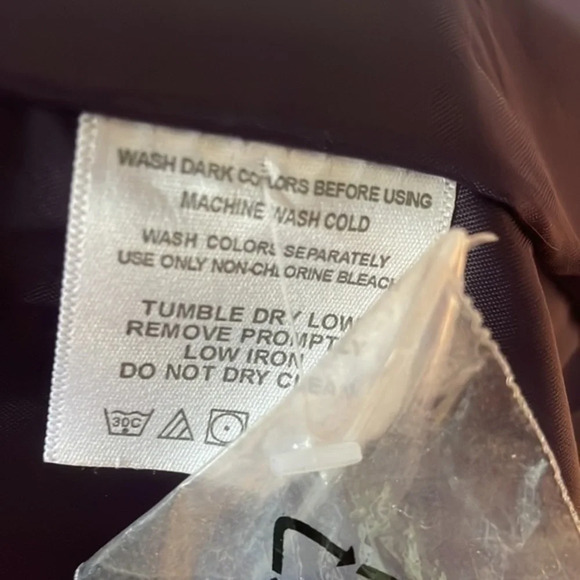 WASH DARK COLORS BEFORE USING
MACHINE WASH COLD
WASH COLORS SEPARATELY
USE ONLY NON-CHLORINE BLEACH
TUMBLE DRY LOW
REMOVE PROMPTLY
LOW IRON
DO NOT DRY CLEAN
30C